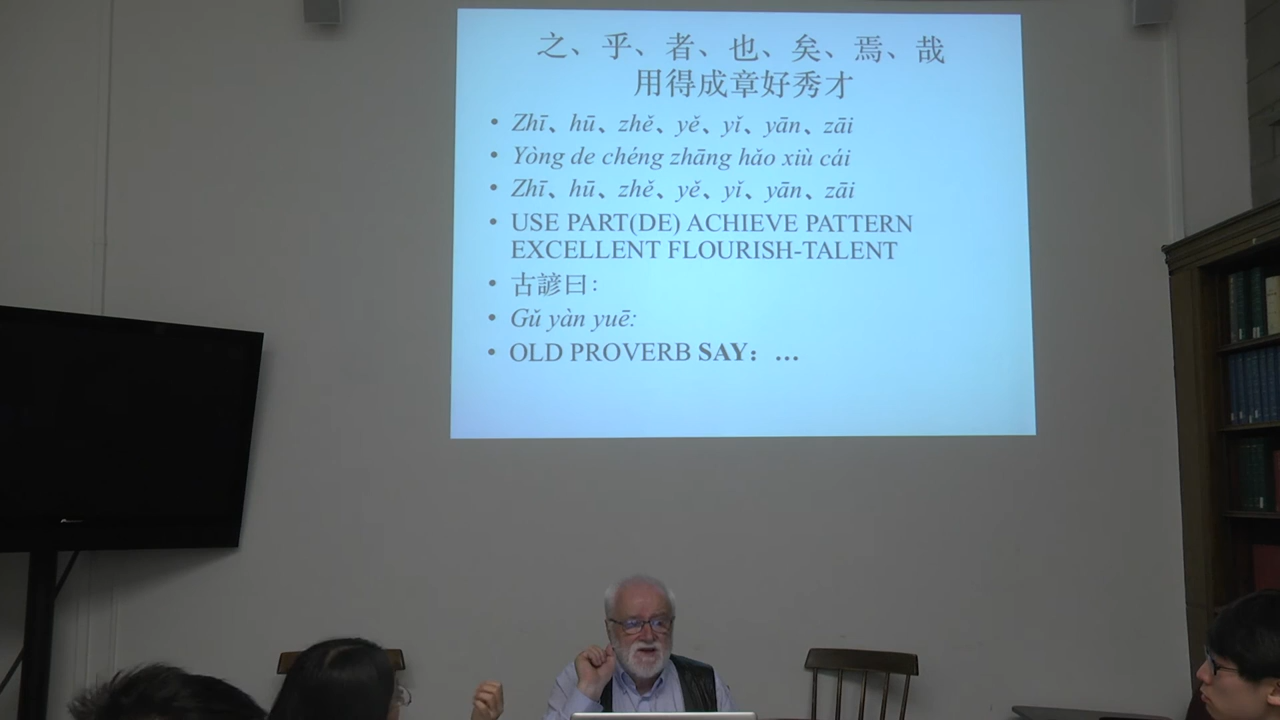 之、乎、者、也、矣、焉、哉
用得成章好秀才
• Zhī、hū、zhě、yě、yǐ、yān、zāi
• Yòng de chéng zhāng hǎo xiù cái
• Zhī、hū、zhě、yě、yǐ、yān、zāi
• USE PART(DE) ACHIEVE PATTERN
EXCELLENT FLOURISH-TALENT
• 古諺曰：
• Gǔ yàn yuē:
• OLD PROVERB SAY：…